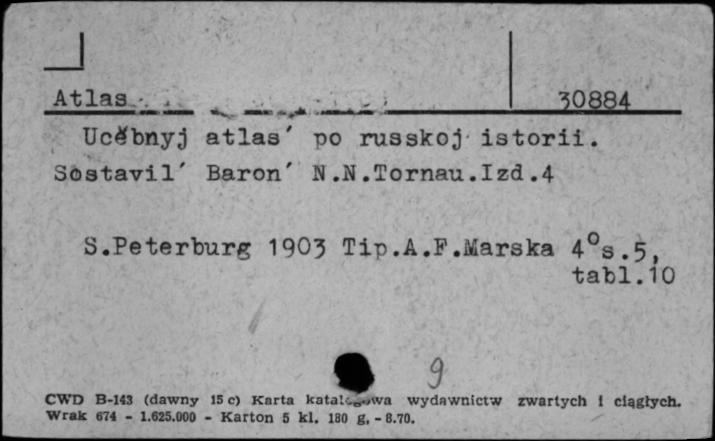 Atlas 30884
Učebnyj atlas′ po russkoj istorii.
Sostavil′ Baron′ N.N.Tornau.Izd.4
S.Peterburg 1903 Tip.A.F.Marska 4⁰s.5,
tabl.10
9
CWD B-143 (dawny 15 c) Karta katalogowa wydawnictw zwartych i ciągłych.
Wrak 674 - 1.625.000 - Karton 5 kl. 180 g. - 8.70.